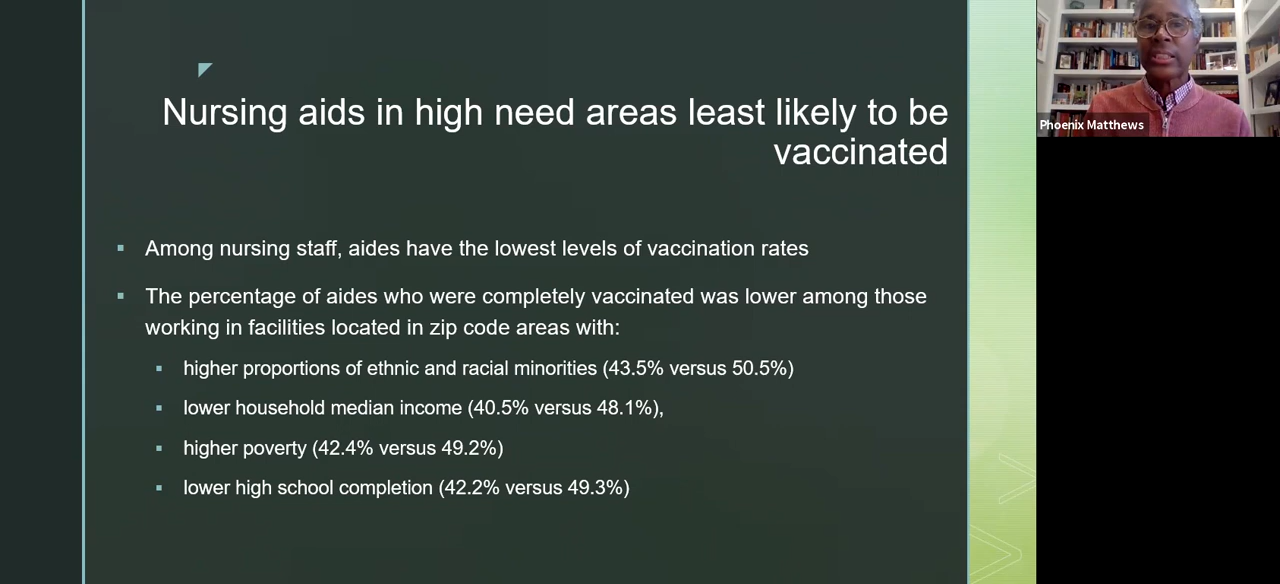 Nursing aids in high need areas least likely to be
vaccinated
▪ Among nursing staff, aides have the lowest levels of vaccination rates
▪ The percentage of aides who were completely vaccinated was lower among those
working in facilities located in zip code areas with:
▪ higher proportions of ethnic and racial minorities (43.5% versus 50.5%)
▪ lower household median income (40.5% versus 48.1%),
▪ higher poverty (42.4% versus 49.2%)
▪ lower high school completion (42.2% versus 49.3%)
Phoenix Matthews